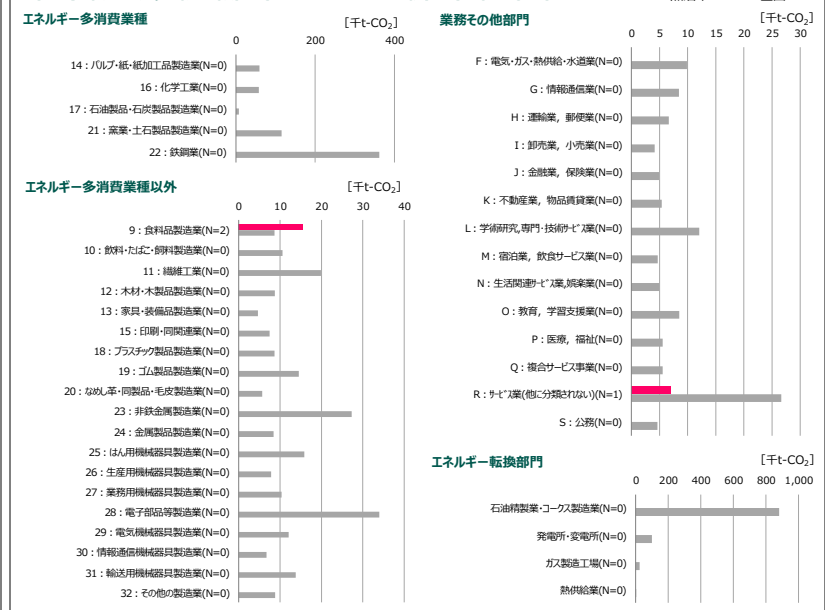 エネルギー多消費業種
[千t-CO₂]
0 200 400
14：パルプ・紙・紙加工品製造業(N=0)
16：化学工業(N=0)
17：石油製品・石炭製品製造業(N=0)
21：窯業・土石製品製造業(N=0)
22：鉄鋼業(N=0)
エネルギー多消費業種以外
[千t-CO₂]
0 10 20 30 40
9：食料品製造業(N=2)
10：飲料・たばこ・飼料製造業(N=0)
11：繊維工業(N=0)
12：木材・木製品製造業(N=0)
13：家具・装備品製造業(N=0)
15：印刷・同関連業(N=0)
18：プラスチック製品製造業(N=0)
19：ゴム製品製造業(N=0)
20：なめし革・同製品・毛皮製造業(N=0)
23：非鉄金属製造業(N=0)
24：金属製品製造業(N=0)
25：はん用機械器具製造業(N=0)
26：生産用機械器具製造業(N=0)
27：業務用機械器具製造業(N=0)
28：電子部品等製造業(N=0)
29：電気機械器具製造業(N=0)
30：情報通信機械器具製造業(N=0)
31：輸送用機械器具製造業(N=0)
32：その他の製造業(N=0)
業務その他部門
[千t-CO₂]
0 5 10 15 20 25 30
F：電気・ガス・熱供給・水道業(N=0)
G：情報通信業(N=0)
H：運輸業，郵便業(N=0)
I：卸売業，小売業(N=0)
J：金融業，保険業(N=0)
K：不動産業，物品賃貸業(N=0)
L：学術研究,専門・技術ｻｰﾋﾞｽ業(N=0)
M：宿泊業，飲食サービス業(N=0)
N：生活関連ｻｰﾋﾞｽ業,娯楽業(N=0)
O：教育，学習支援業(N=0)
P：医療，福祉(N=0)
Q：複合サービス事業(N=0)
R：ｻｰﾋﾞｽ業(他に分類されない)(N=1)
S：公務(N=0)
エネルギー転換部門
[千t-CO₂]
0 200 400 600 800 1,000
石油精製業・コークス製造業(N=0)
発電所・変電所(N=0)
ガス製造工場(N=0)
熱供給業(N=0)